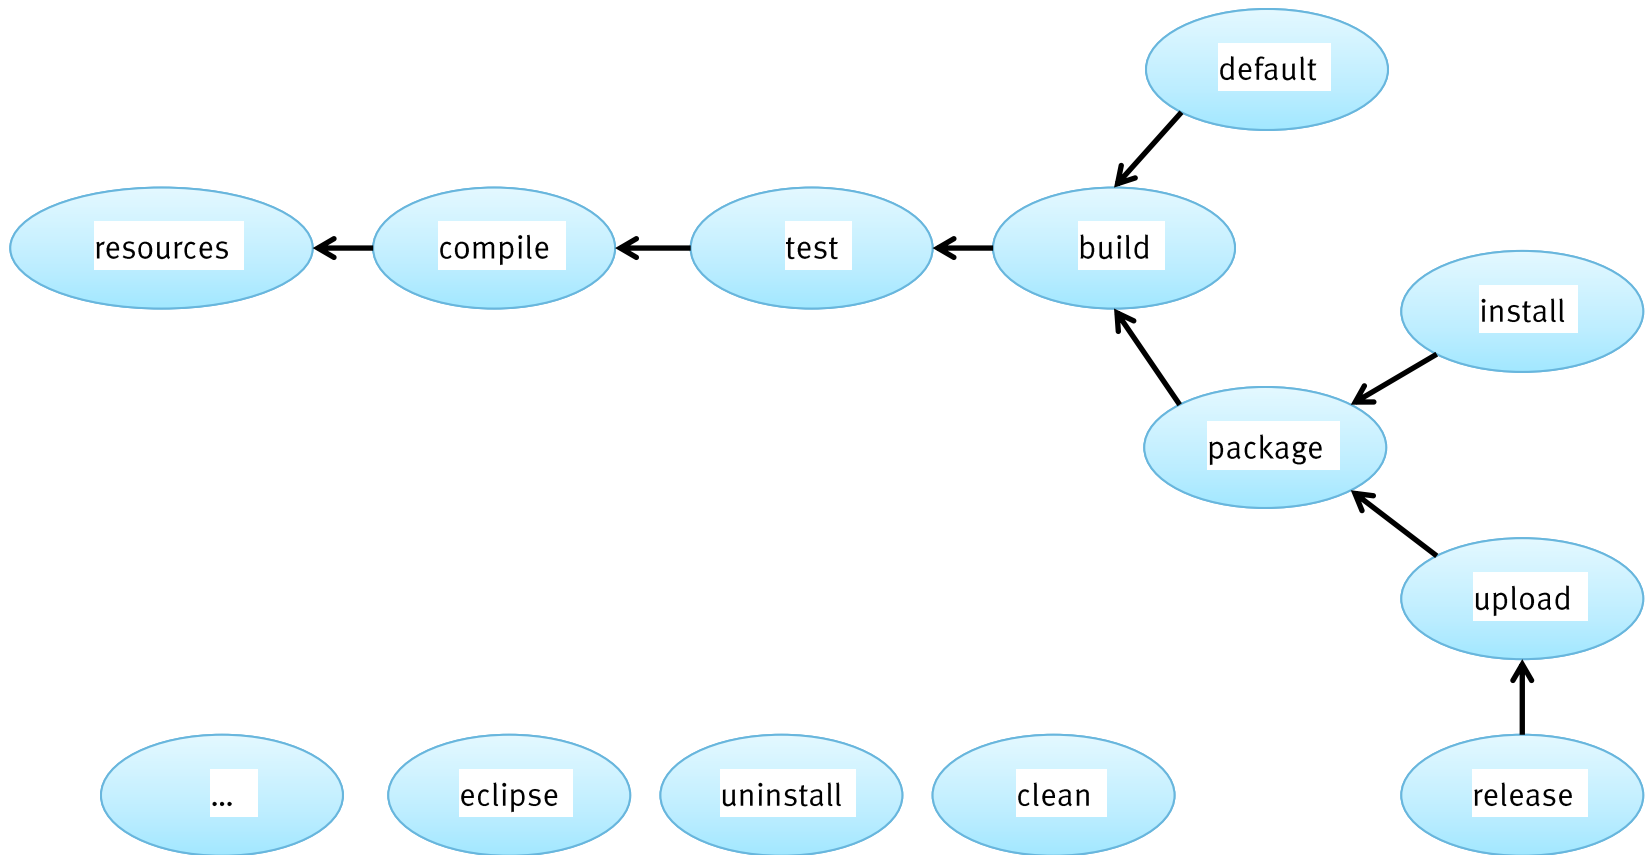 default
resources
compile
test
build
install
package
upload
...
eclipse
uninstall
clean
release